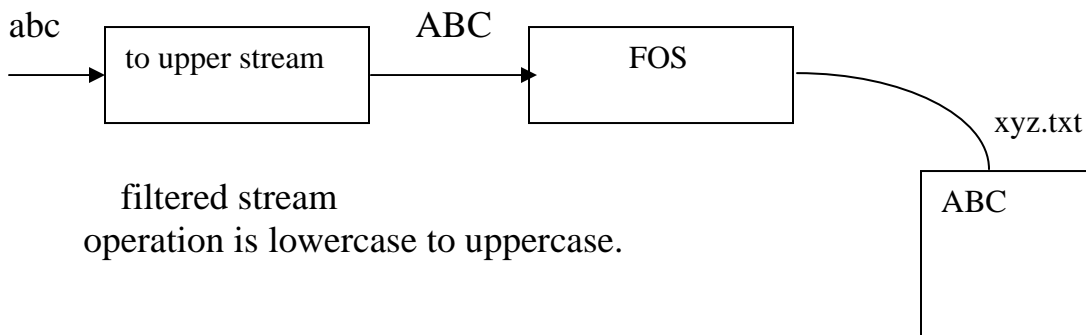 abc
ABC
to upper stream
FOS
xyz.txt
ABC
filtered stream
operation is lowercase to uppercase.